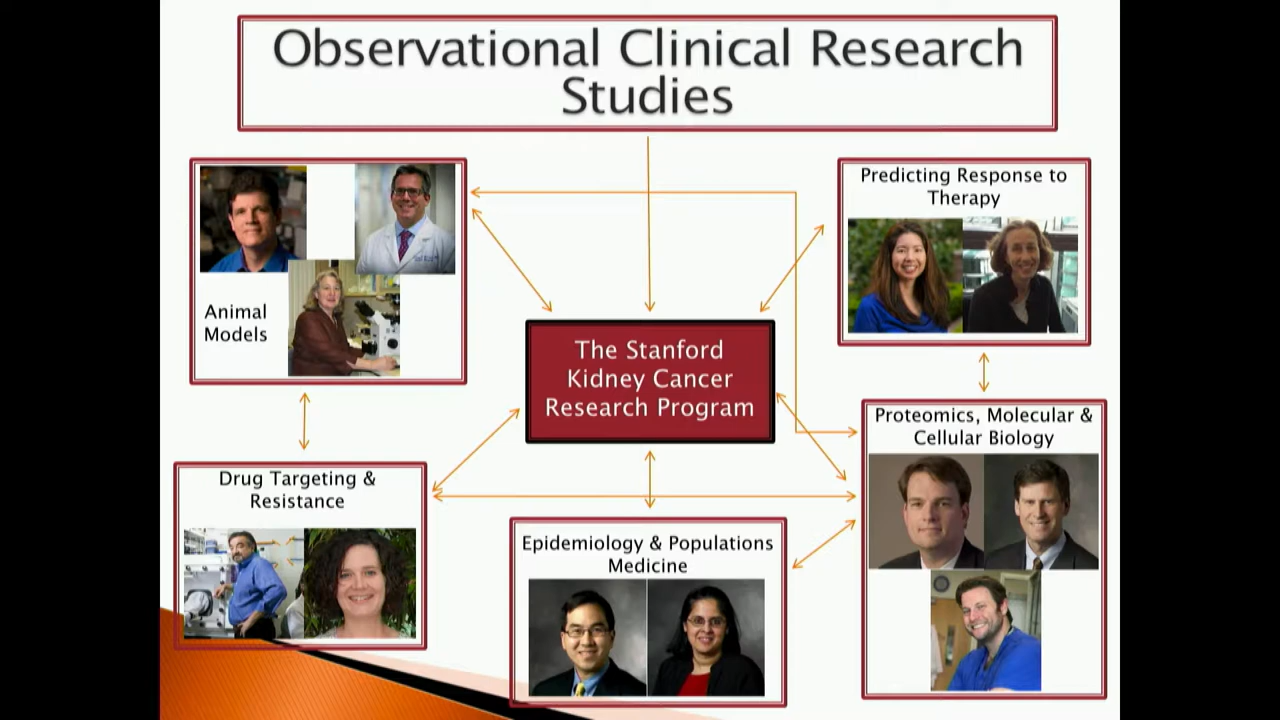 Observational Clinical Research
Studies
Predicting Response to
Therapy
Animal
Models
The Stanford
Kidney Cancer
Research Program
Proteomics, Molecular &
Cellular Biology
Drug Targeting &
Resistance
Epidemiology & Populations
Medicine